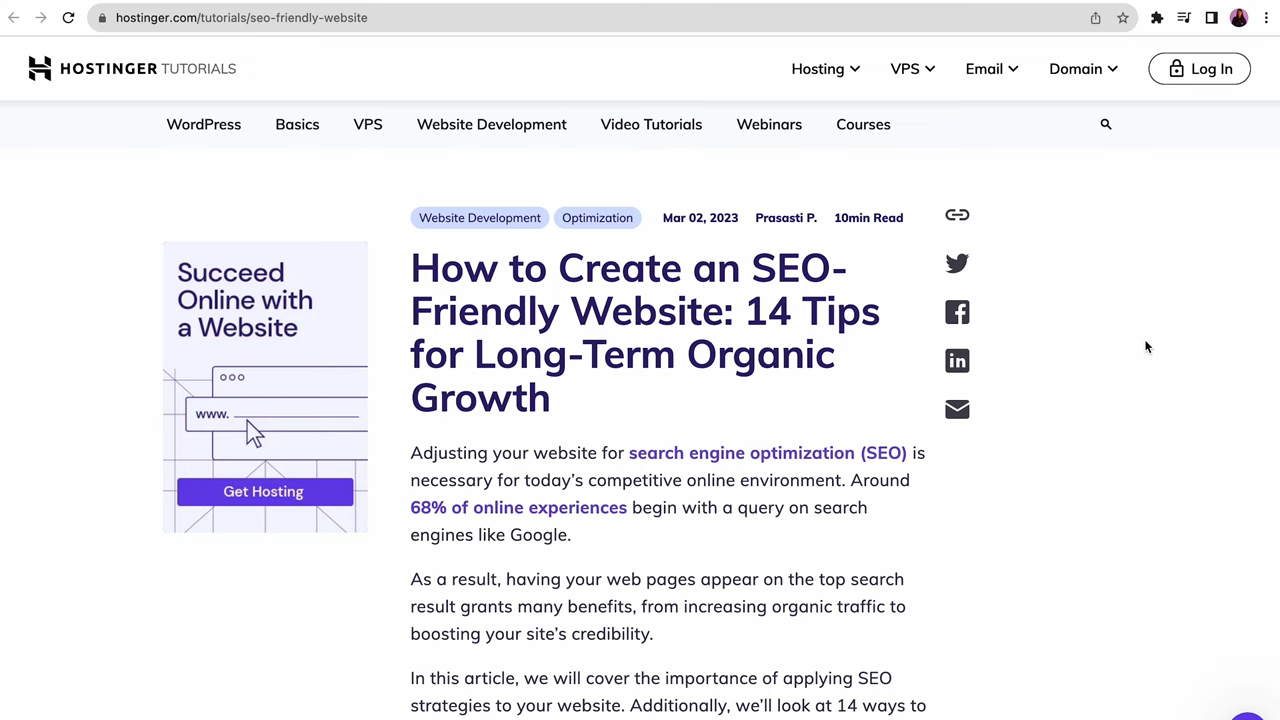 hostinger.com/tutorials/seo-friendly-website
HOSTINGER TUTORIALS
Hosting
VPS
Email
Domain
Log In
WordPress
Basics
VPS
Website Development
Video Tutorials
Webinars
Courses
Website Development
Optimization
Mar 02, 2023
Prasasti P.
10min Read
Succeed
Online with
a Website
www.
Get Hosting
How to Create an SEO-
Friendly Website: 14 Tips
for Long-Term Organic
Growth
Adjusting your website for search engine optimization (SEO) is
necessary for today's competitive online environment. Around
68% of online experiences begin with a query on search
engines like Google.
As a result, having your web pages appear on the top search
result grants many benefits, from increasing organic traffic to
boosting your site's credibility.
In this article, we will cover the importance of applying SEO
strategies to your website. Additionally, we'll look at 14 ways to